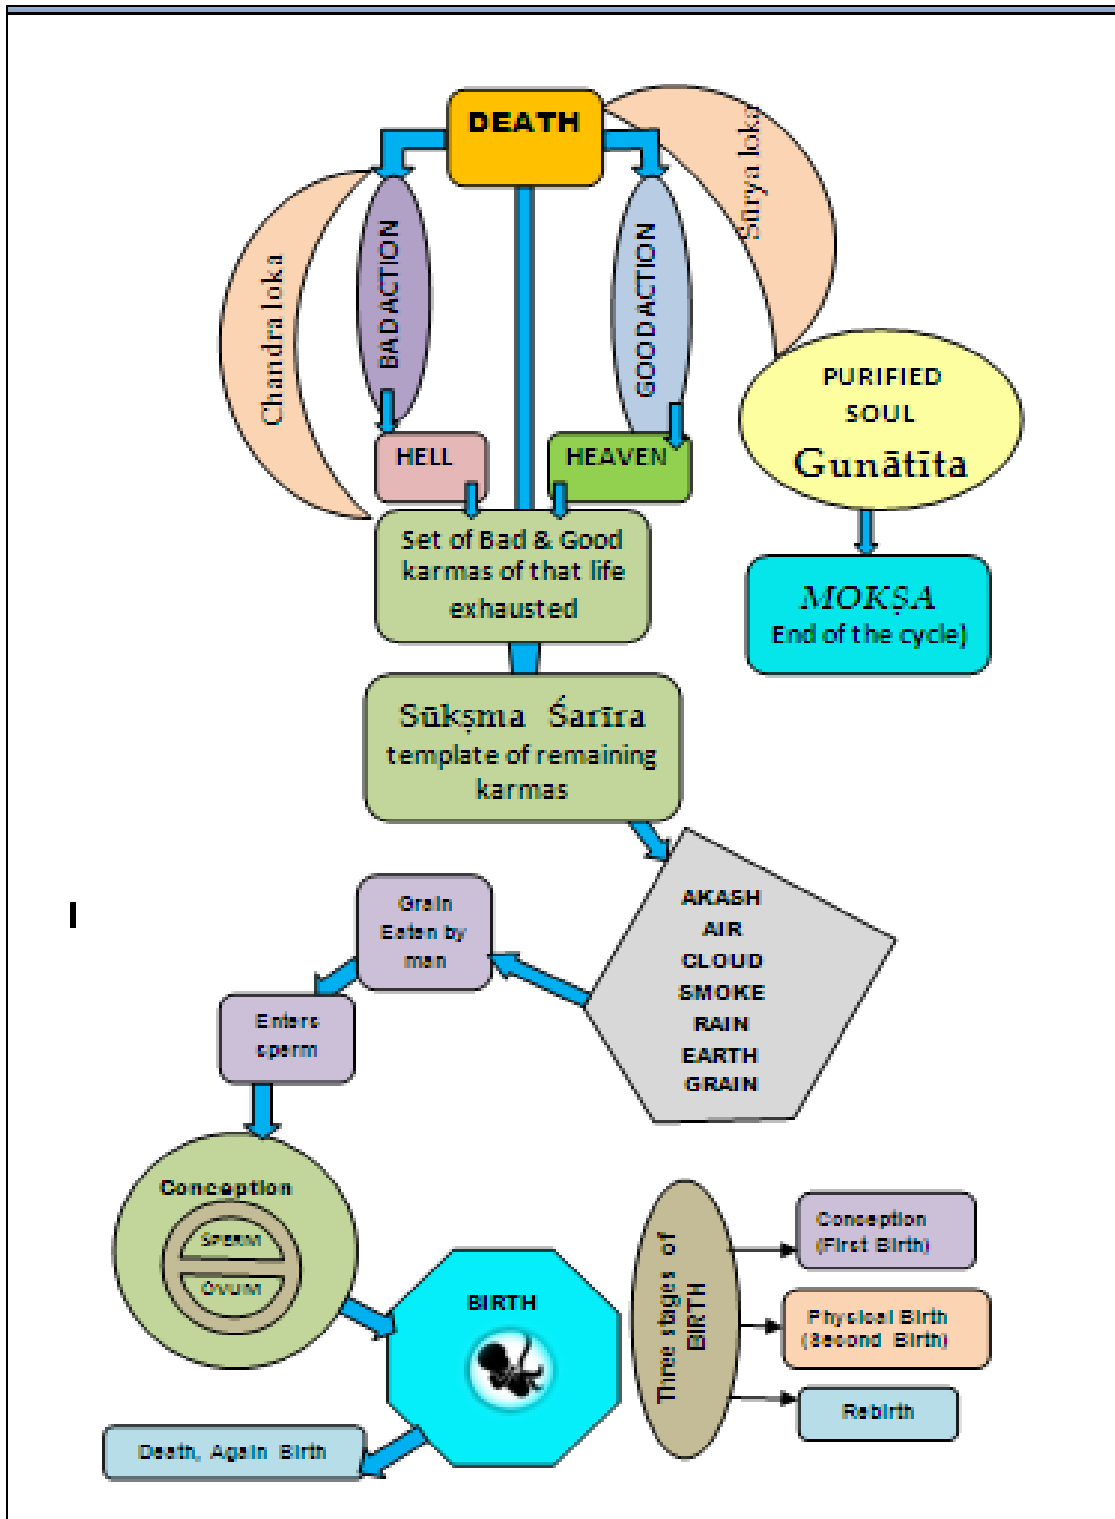 DEATH
Sūrya loka
Chandra loka
BAD ACTION
GOOD ACTION
HELL
HEAVEN
PURIFIED
SOUL
Gunātīta
Set of Bad & Good
karmas of that life
exhausted
MOKṢA
End of the cycle)
Sūkṣma Śarīra
template of remaining
karmas
AKASH
AIR
CLOUD
SMOKE
RAIN
EARTH
GRAIN
Grain
Eaten by
man
Enters
sperm
Conception
SPERM
OVUM
BIRTH
Three stages of
BIRTH
Conception
(First Birth)
Physical Birth
(Second Birth)
Rebirth
Death, Again Birth